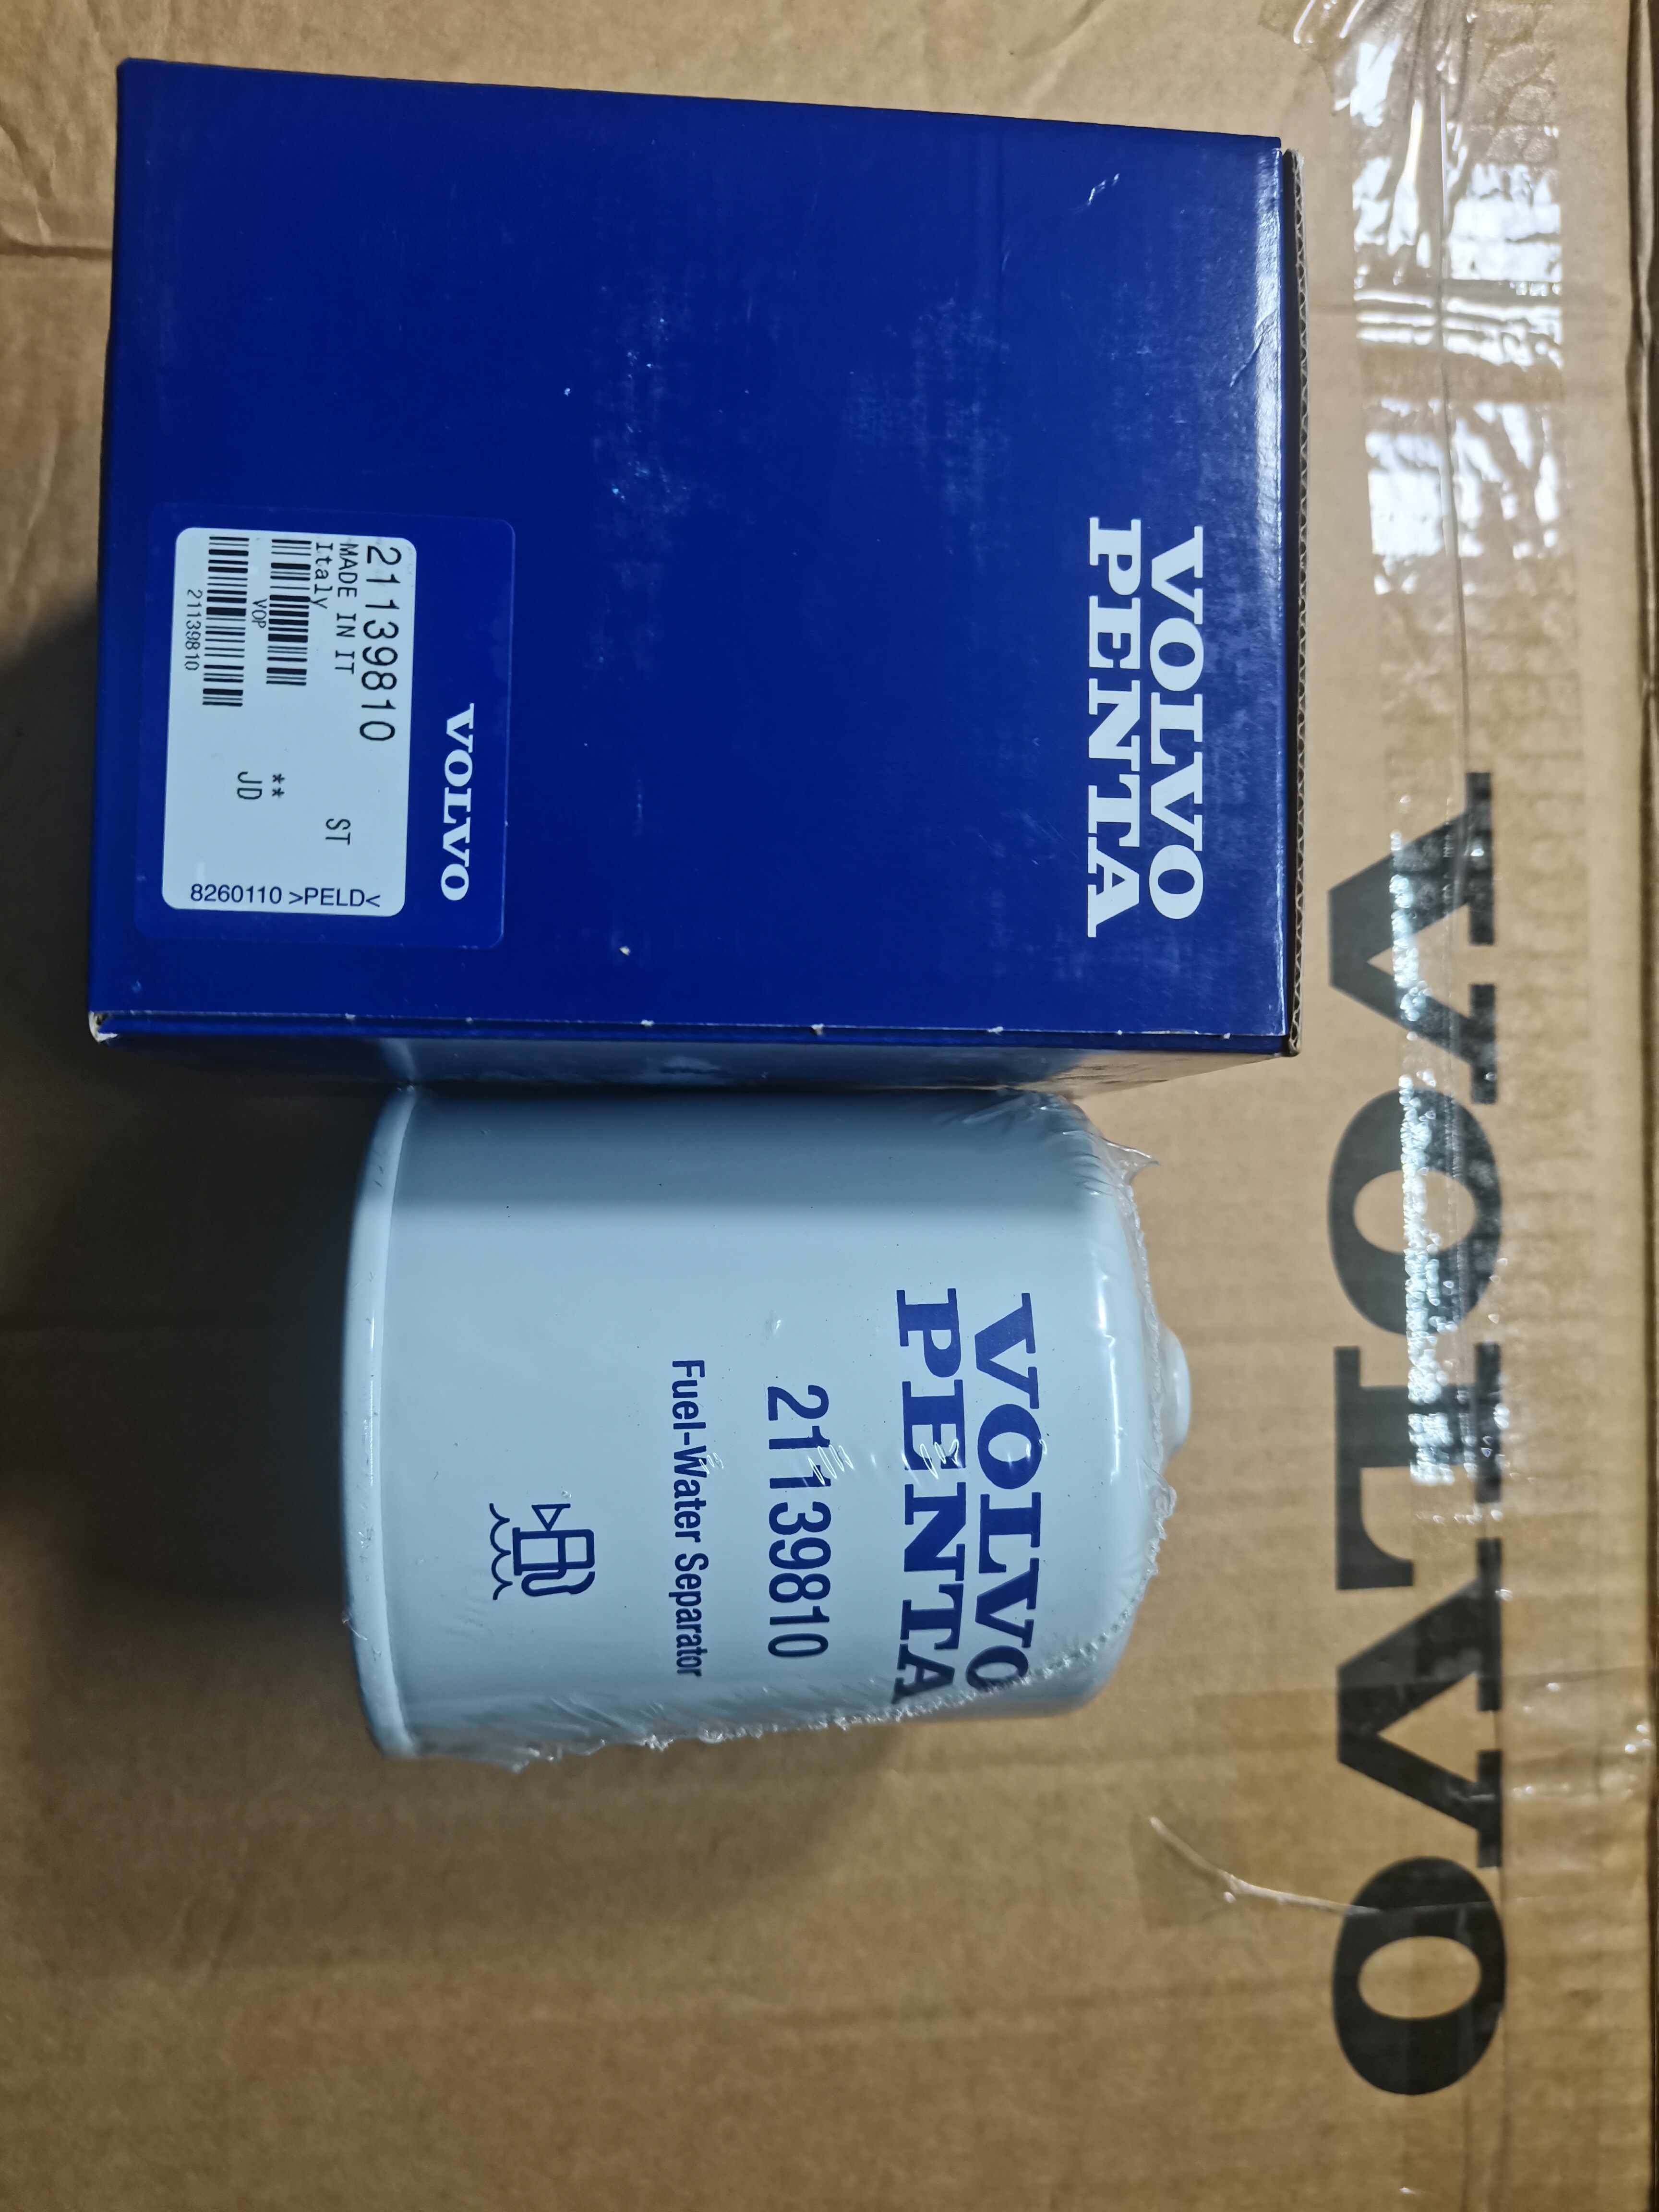 VOLVO
PENTA
VOLVO
21139810
MADE IN IT
Italy
ST
VOP
**
JD
21139810
8260110 >PELD<
VOLVO
PENTA
21139810
Fuel-Water Separator
VOLVO